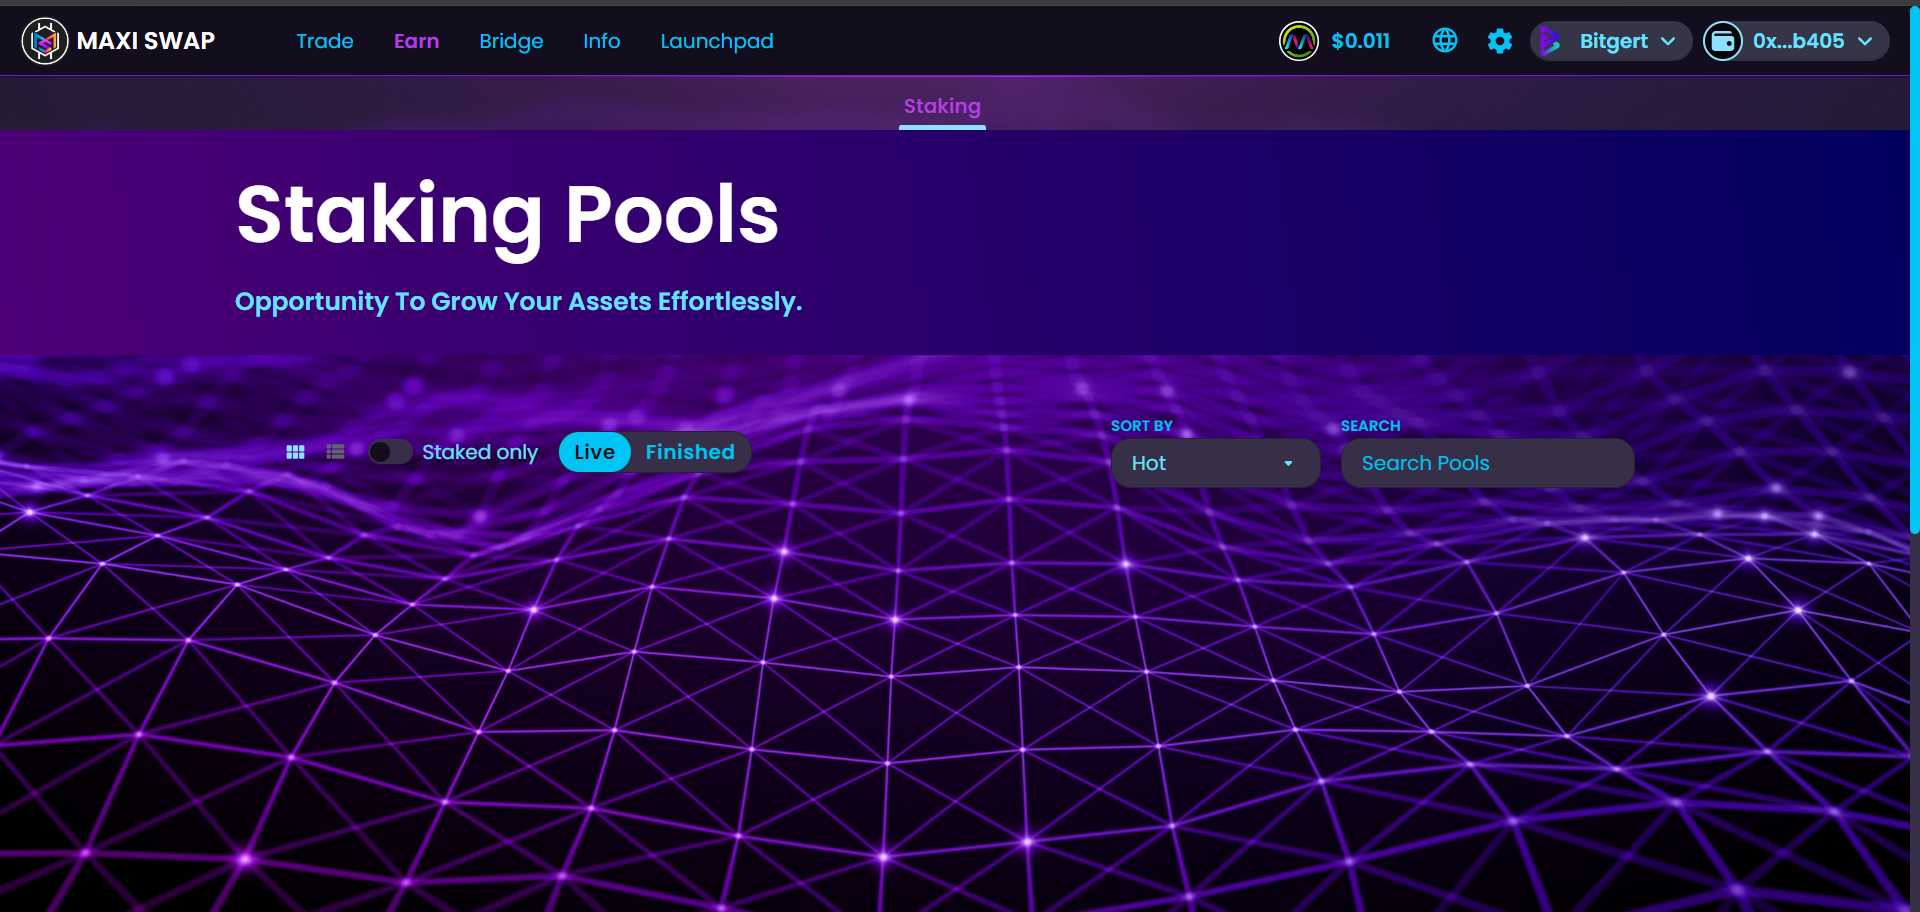 MAXI SWAP
Trade
Earn
Bridge
Info
Launchpad
$0.011
Bitgert
0x...b405
Staking
Staking Pools
Opportunity To Grow Your Assets Effortlessly.
Staked only
Live
Finished
SORT BY
Hot
SEARCH
Search Pools